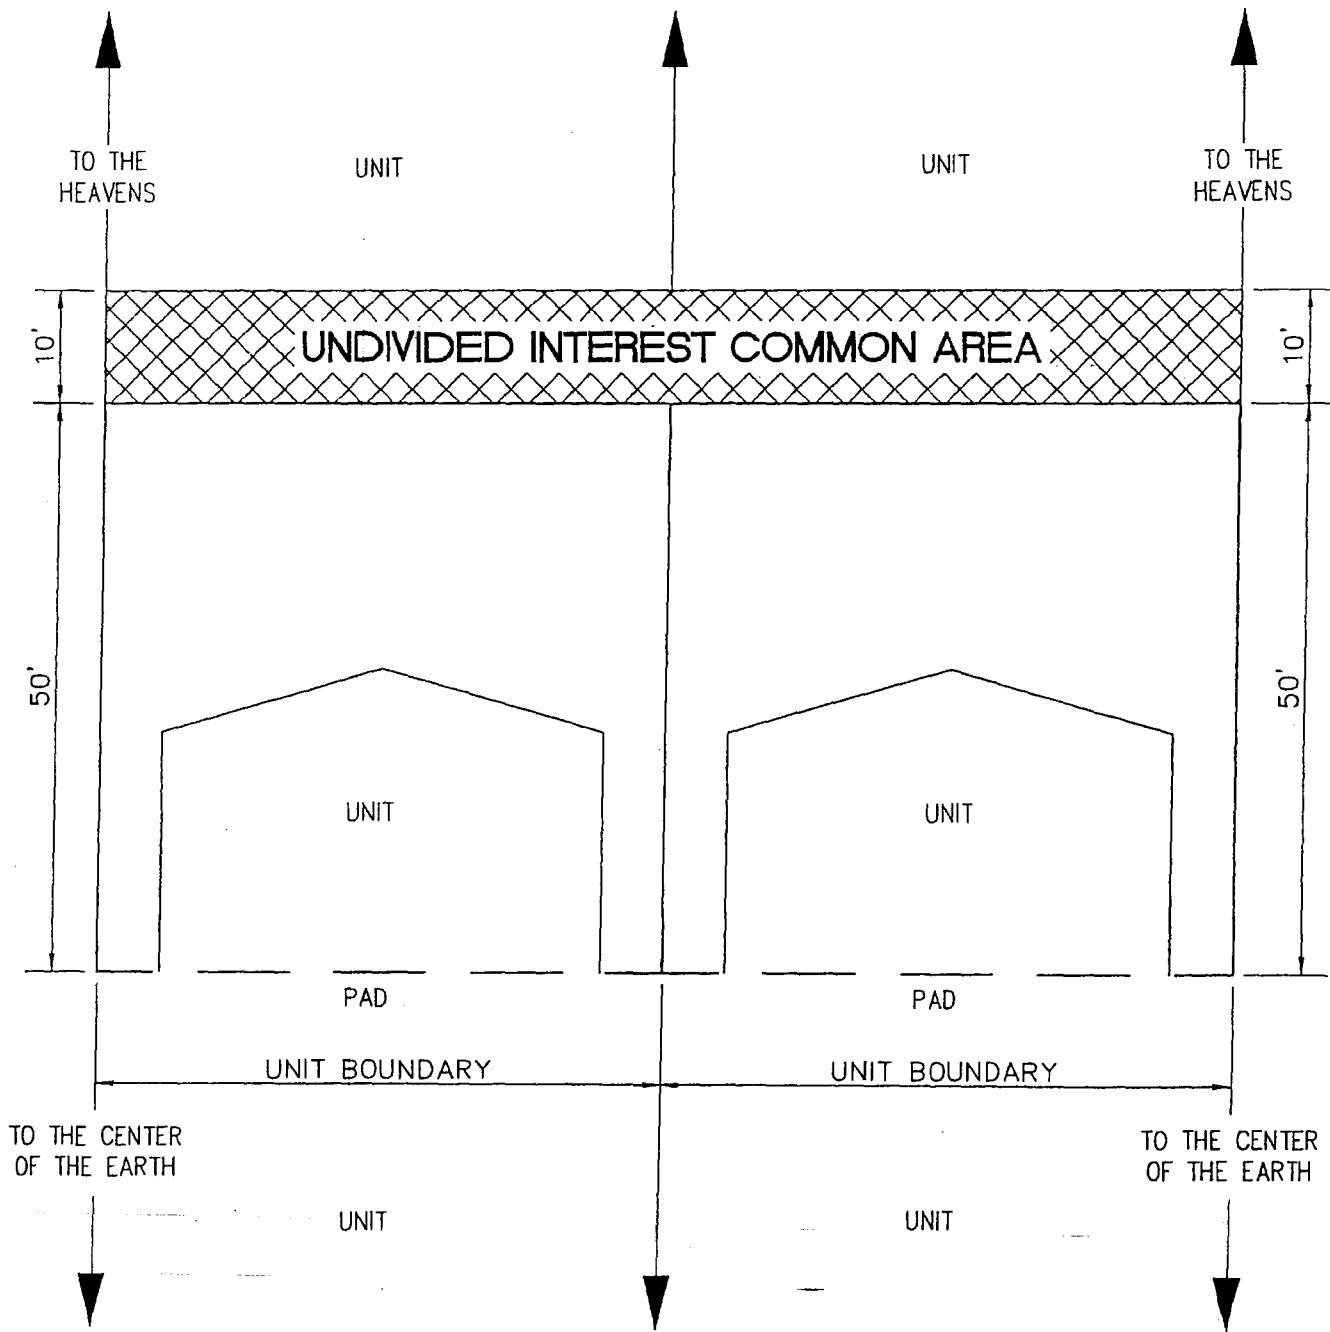 TO THE
HEAVENS
UNIT
UNIT
TO THE
HEAVENS
10'
UNDIVIDED INTEREST COMMON AREA
10'
50'
50'
UNIT
UNIT
PAD
PAD
UNIT BOUNDARY
UNIT BOUNDARY
TO THE CENTER
OF THE EARTH
TO THE CENTER
OF THE EARTH
UNIT
UNIT